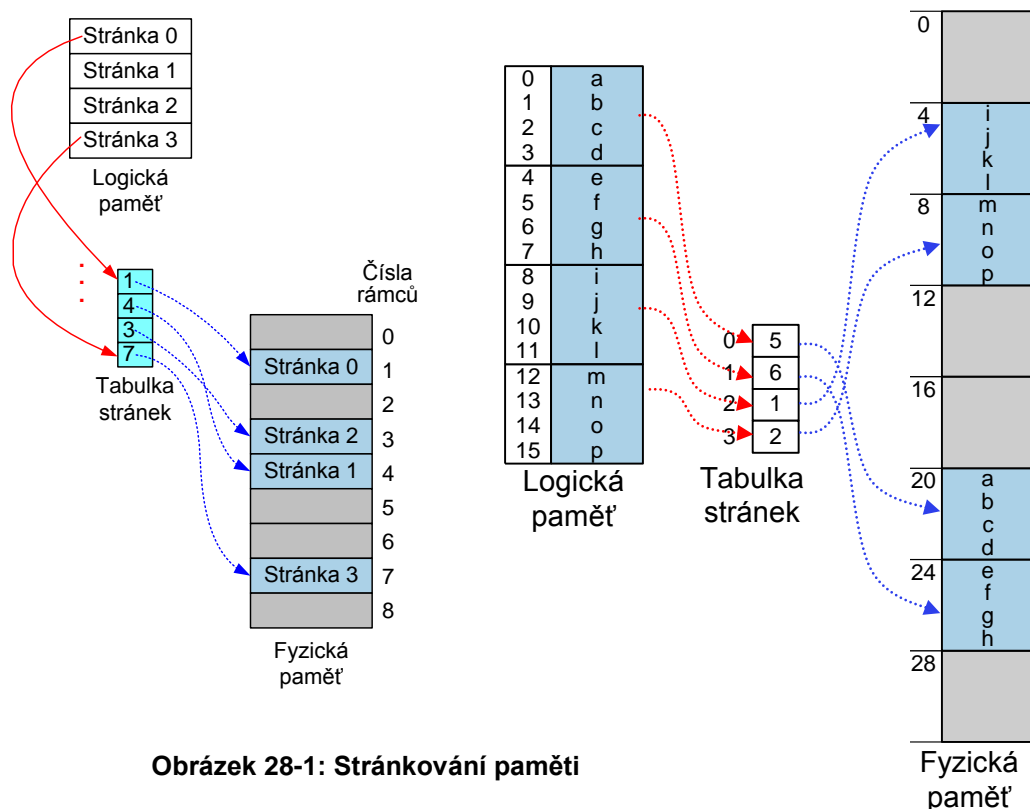 Stránka 0
Stránka 1
Stránka 2
Stránka 3
Logická
paměť
1
4
3
7
Tabulka
stránek
Čísla
rámců
0
Stránka 0 1
2
Stránka 2 3
Stránka 1 4
5
6
Stránka 3 7
8
Fyzická
paměť
0 a
1 b
2 c
3 d
4 e
5 f
6 g
7 h
8 i
9 j
10 k
11 l
12 m
13 n
14 o
15 p
Logická
paměť
0 5
1 6
2 1
3 2
Tabulka
stránek
0
4 i
j
k
l
8 m
n
o
p
12
16
20 a
b
c
d
24 e
f
g
h
28
Fyzická
paměť
Obrázek 28-1: Stránkování paměti